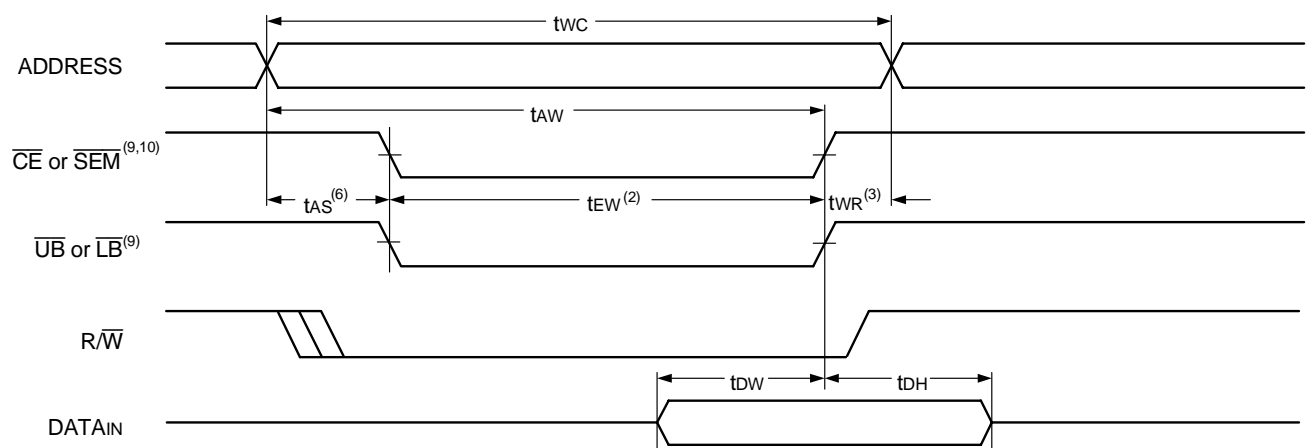 tWC
ADDRESS
tAW
CE or SEM(9,10)
tAS(6)
tEW(2)
tWR(3)
UB or LB(9)
R/W
tDW
tDH
DATAIN